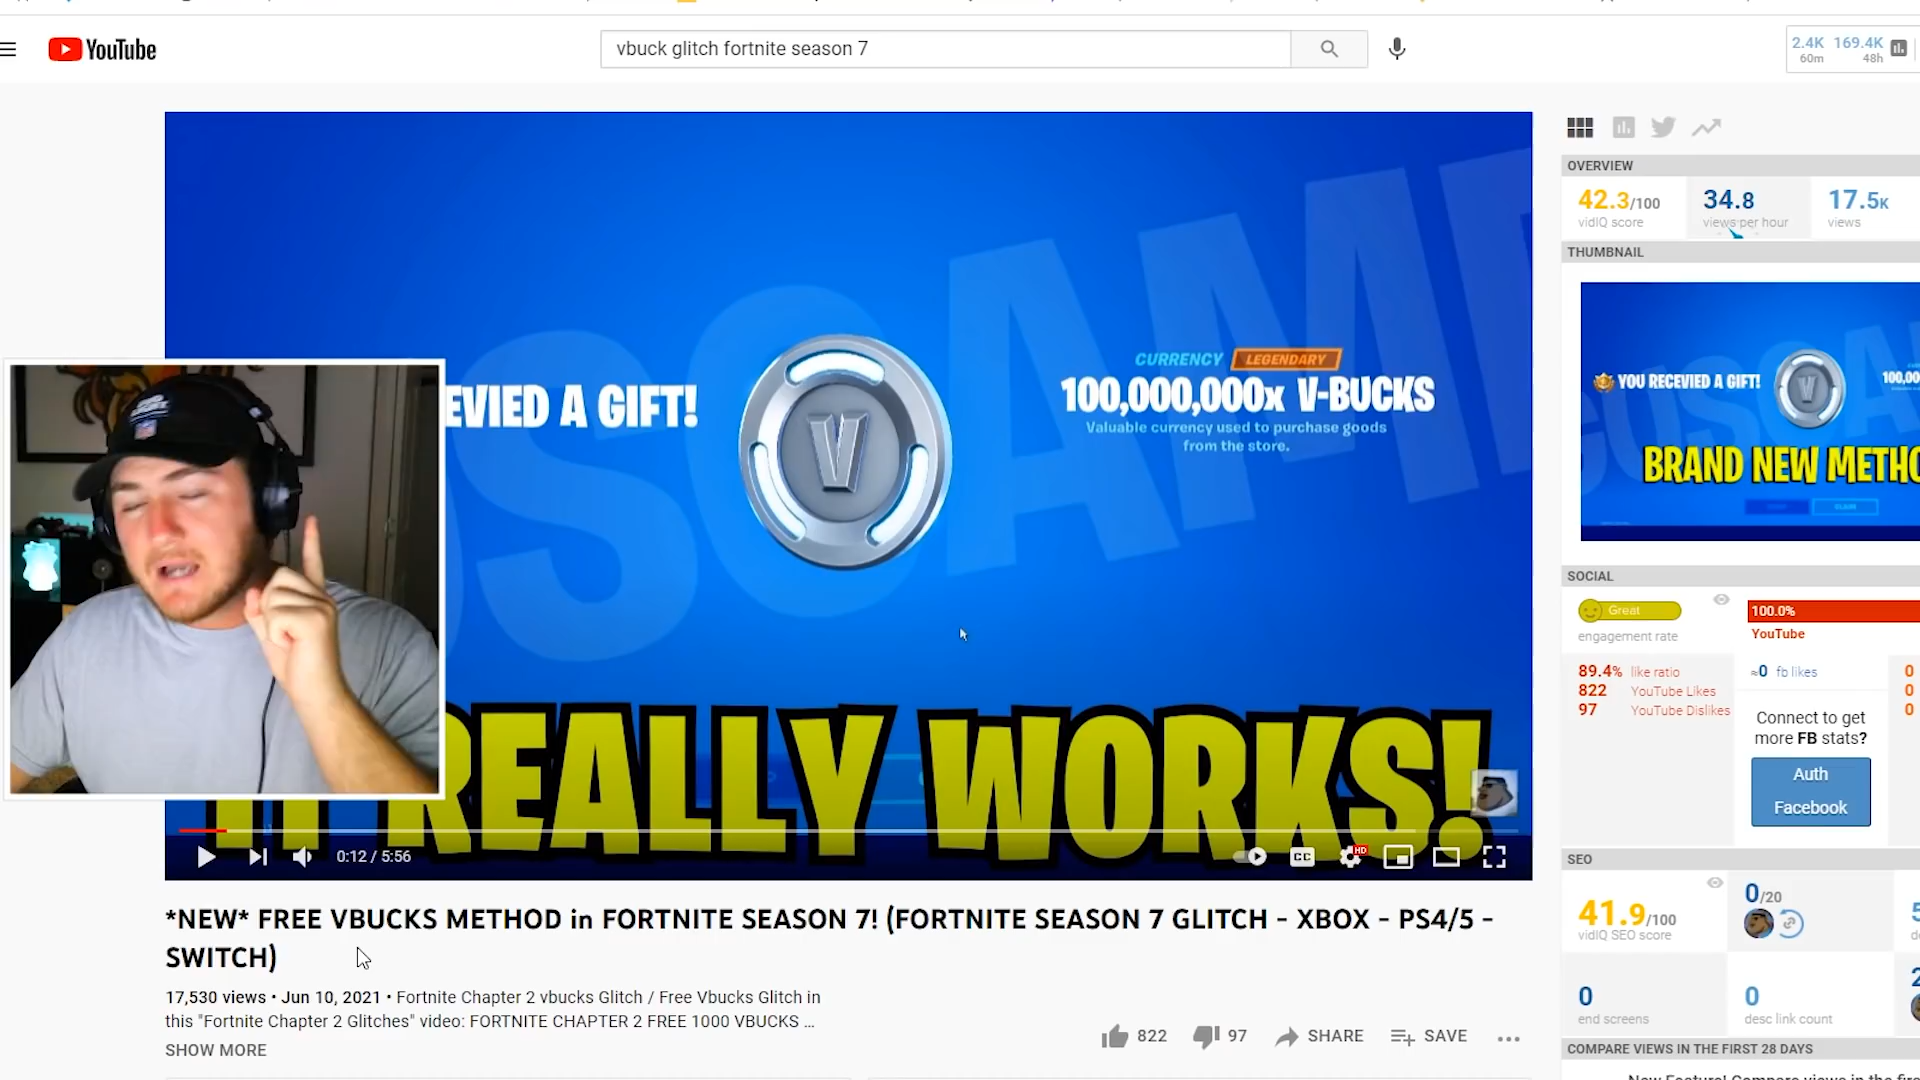 YouTube
vbuck glitch fortnite season 7
2.4K 169.4K
60m 48h
EVIED A GIFT!
CURRENCY LEGENDARY
100,000,000x V-BUCKS
Valuable currency used to purchase goods
from the store.
V
REALLY WORKS!
0:12 / 5:56
CC
HD
*NEW* FREE VBUCKS METHOD in FORTNITE SEASON 7! (FORTNITE SEASON 7 GLITCH - XBOX - PS4/5 -
SWITCH)
17,530 views • Jun 10, 2021 • Fortnite Chapter 2 vbucks Glitch / Free Vbucks Glitch in
this "Fortnite Chapter 2 Glitches" video: FORTNITE CHAPTER 2 FREE 1000 VBUCKS ...
SHOW MORE
822 97 SHARE SAVE
OVERVIEW
42.3/100 34.8 17.5K
vidIQ score views per hour views
THUMBNAIL
YOU RECEVIED A GIFT!
V
100,00
BRAND NEW METHO
SOCIAL
Great
engagement rate
100.0%
YouTube
89.4% like ratio
822 YouTube Likes
97 YouTube Dislikes
≈0 fb likes
0
0
0
Connect to get
more FB stats?
Auth
Facebook
SEO
41.9/100
vidIQ SEO score
0/20
0
end screens
0
desc link count
COMPARE VIEWS IN THE FIRST 28 DAYS